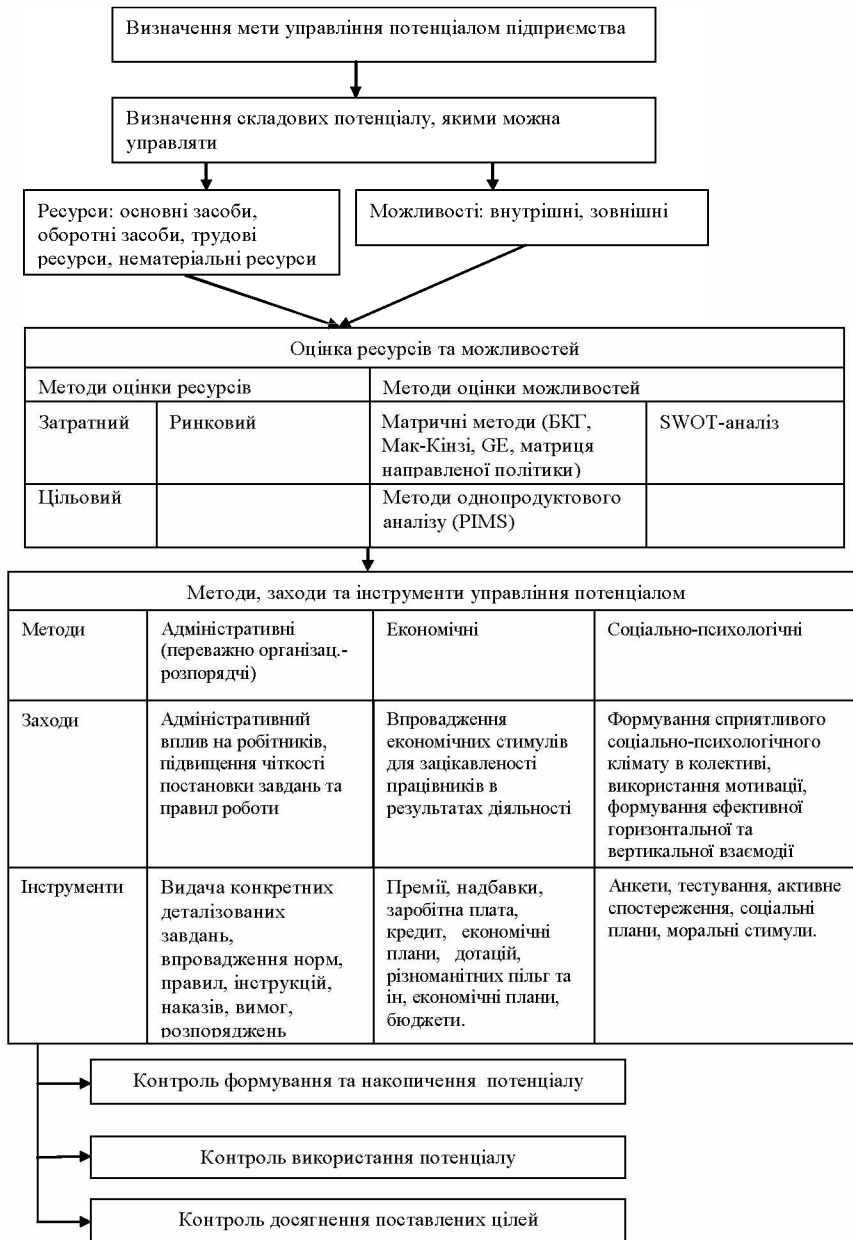 Визначення мети управління потенціалом підприємства
Визначення складових потенціалу, якими можна
управляти
Ресурси: основні засоби,
оборотні засоби, трудові
ресурси, нематеріальні ресурси
Можливості: внутрішні, зовнішні
Оцінка ресурсів та можливостей
Методи оцінки ресурсів
Методи оцінки можливостей
Затратний
Ринковий
Матричні методи (БКГ,
Мак-Кінзі, GE, матриця
направленої політики)
SWOT-аналіз
Цільовий
Методи однопродуктового
аналізу (PIMS)
Методи, заходи та інструменти управління потенціалом
Методи
Адміністративні
(переважно організац.-
розпорядчі)
Економічні
Соціально-психологічні
Заходи
Адміністративний
вплив на робітників,
підвищення чіткості
постановки завдань та
правил роботи
Впровадження
економічних стимулів
для зацікавленості
працівників в
результатах діяльності
Формування сприятливого
соціально-психологічного
клімату в колективі,
використання мотивації,
формування ефективної
горизонтальної та
вертикальної взаємодії
Інструменти
Видача конкретних
деталізованих
завдань,
впровадження норм,
правил, інструкцій,
наказів, вимог,
розпоряджень
Премії, надбавки,
заробітна плата,
кредит, економічні
плани, дотацій,
різноманітних пільг та
ін, економічні плани,
бюджети.
Анкети, тестування, активне
спостереження, соціальні
плани, моральні стимули.
Контроль формування та накопичення потенціалу
Контроль використання потенціалу
Контроль досягнення поставлених цілей